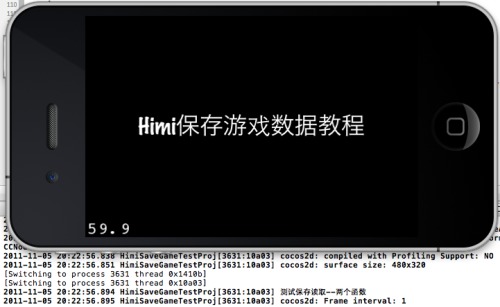 110
11
Himi保存游戏数据教程
59.9
CCNo
2011-11-05 20:22:56.838 HimiSaveGameTestProj[3631:10a03] cocos2d: compiled with Profiling Support: NO
2011-11-05 20:22:56.851 HimiSaveGameTestProj[3631:10a03] cocos2d: surface size: 480x320
[Switching to process 3631 thread 0x1410b]
[Switching to process 3631 thread 0x10a03]
2011-11-05 20:22:56.894 HimiSaveGameTestProj[3631:10a03] 测试保存读取--两个函数
2011-11-05 20:22:56.895 HimiSaveGameTestProj[3631:10a03] cocos2d: Frame interval: 1